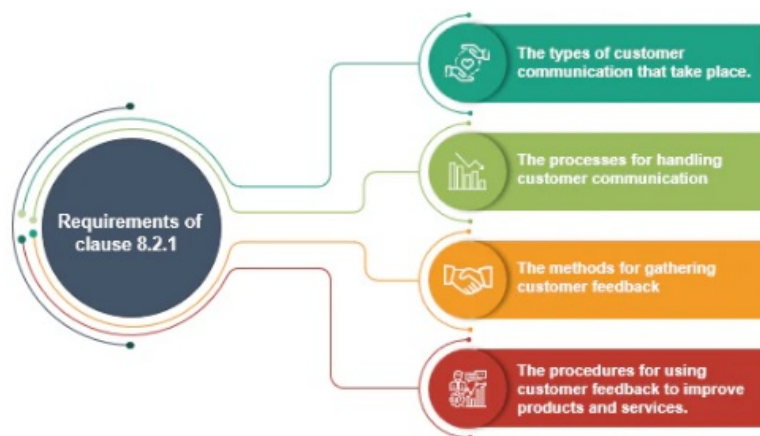 Requirements of
clause 8.2.1
The types of customer
communication that take place.
The processes for handling
customer communication
The methods for gathering
customer feedback
The procedures for using
customer feedback to improve
products and services.